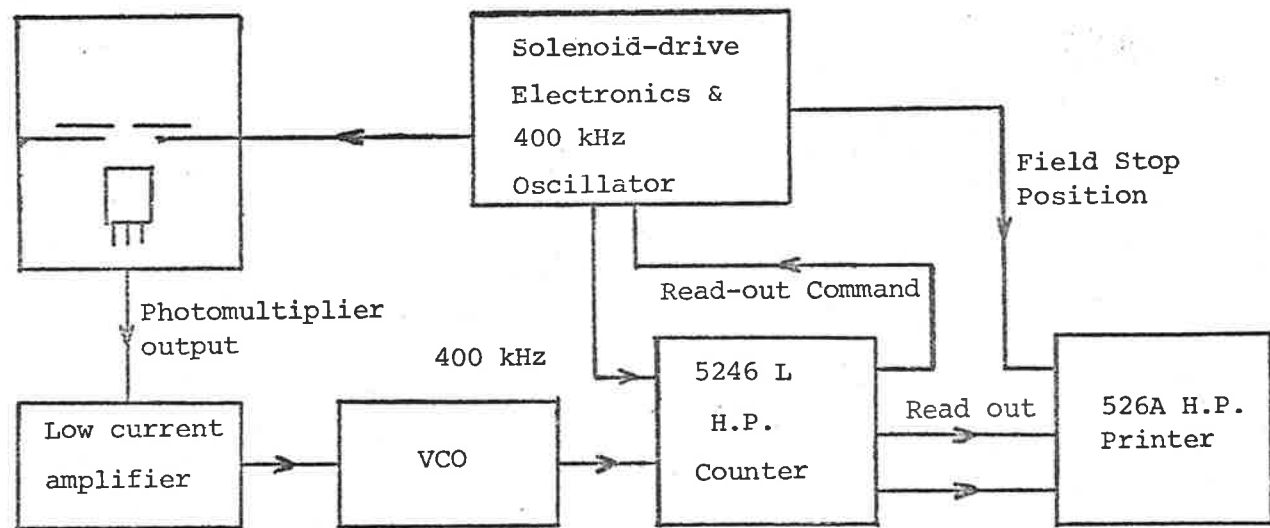 Solenoid-drive
Electronics &
400 kHz
Oscillator
Field Stop
Position
Read-out Command
Photomultiplier
output
400 kHz
5246 L
H.P.
Counter
Read out
526A H.P.
Printer
Low current
amplifier
VCO